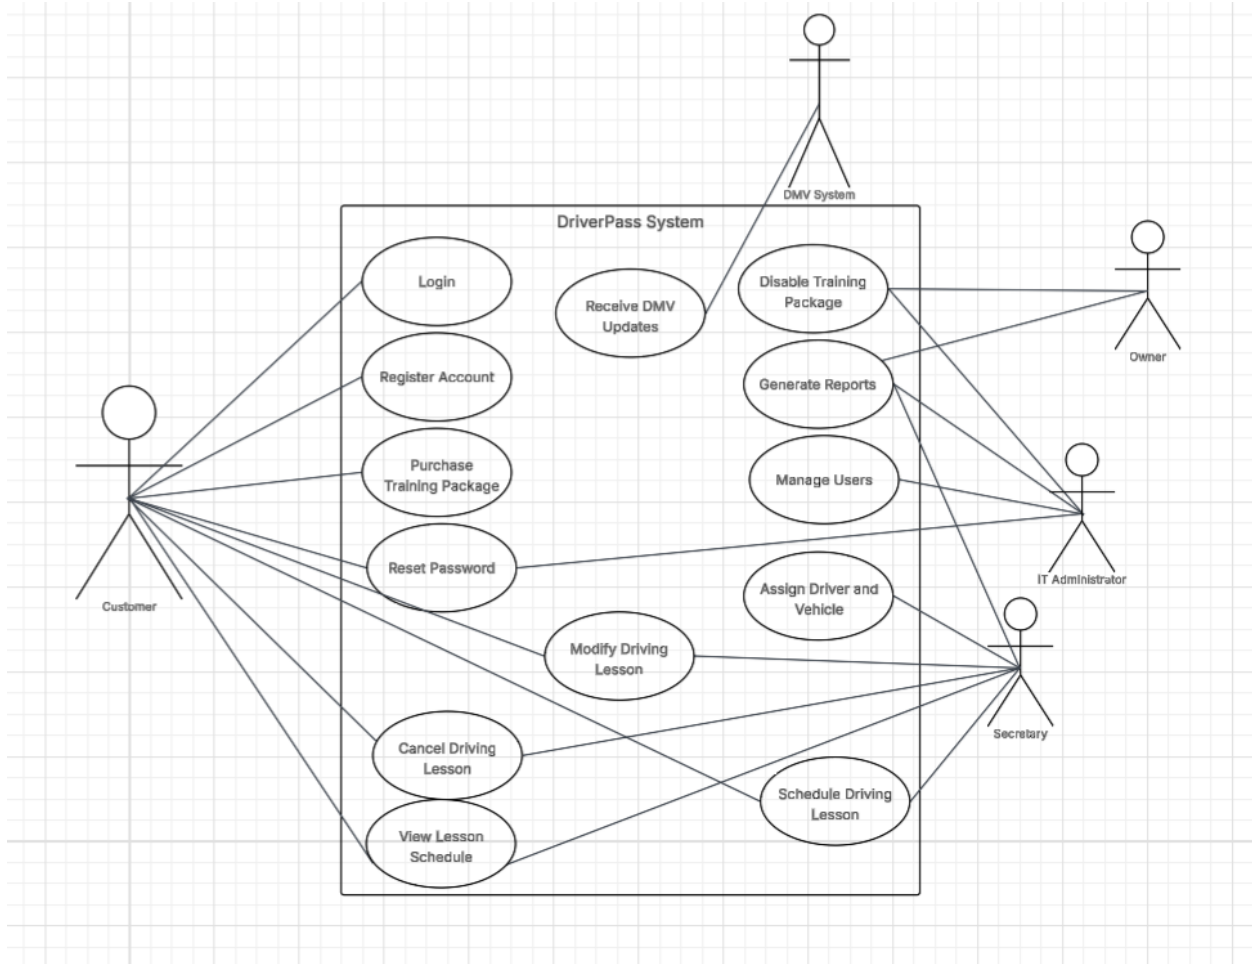 DMV System
DriverPass System
Login
Receive DMV
Updates
Disable Training
Package
Owner
Register Account
Generate Reports
Customer
Purchase
Training Package
Manage Users
IT Administrator
Reset Password
Assign Driver and
Vehicle
Modify Driving
Lesson
Secretary
Cancel Driving
Lesson
Schedule Driving
Lesson
View Lesson
Schedule